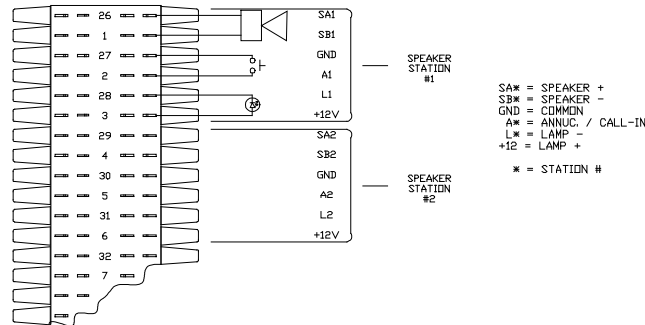 26 SA1
1 SB1
27 GND
2 A1
28 L1
3 +12V
SPEAKER
STATION
#1
29 SA2
4 SB2
30 GND
5 A2
31 L2
6 +12V
32
7
SPEAKER
STATION
#2
SA* = SPEAKER +
SB* = SPEAKER -
GND = COMMON
A* = ANNUC. / CALL-IN
L* = LAMP -
+12 = LAMP +
* = STATION #